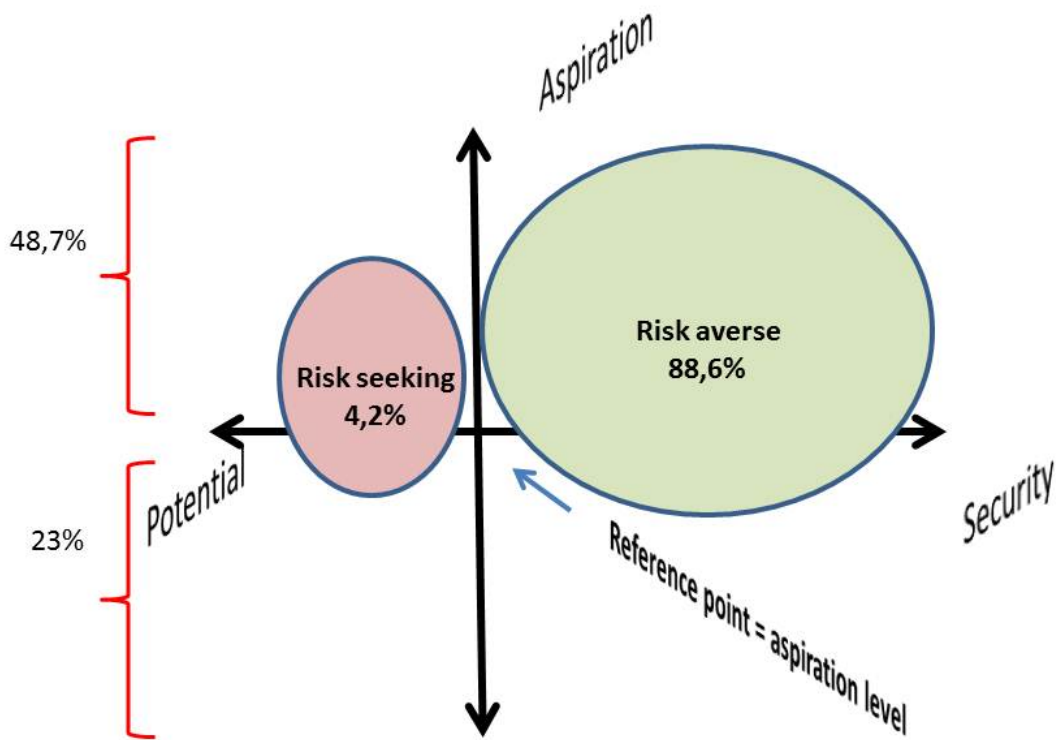 Aspiration
48,7%
Risk averse
88,6%
Risk seeking
4,2%
Potential
Security
23%
Reference point = aspiration level